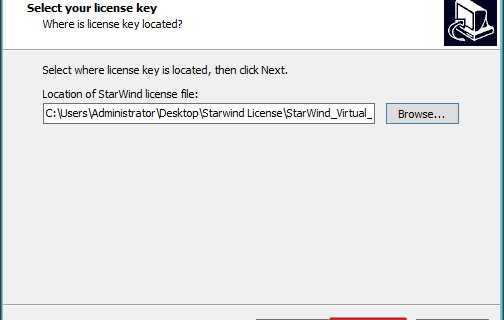 Select your license key
Where is license key located?
Select where license key is located, then click Next.
Location of StarWind license file:
C:\Users\Administrator\Desktop\Starwind License\StarWind_Virtual_
Browse...